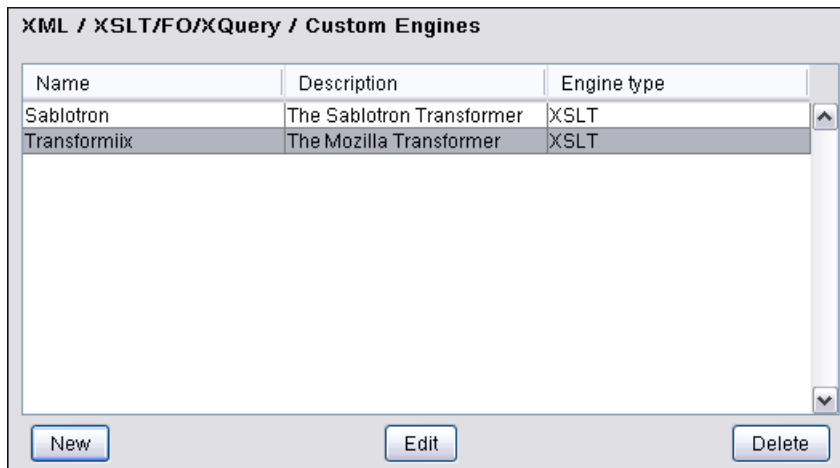 XML / XSLT/FO/XQuery / Custom Engines
Name Description Engine type
Sablotron The Sablotron Transformer XSLT
Transformiix The Mozilla Transformer XSLT
New Edit Delete